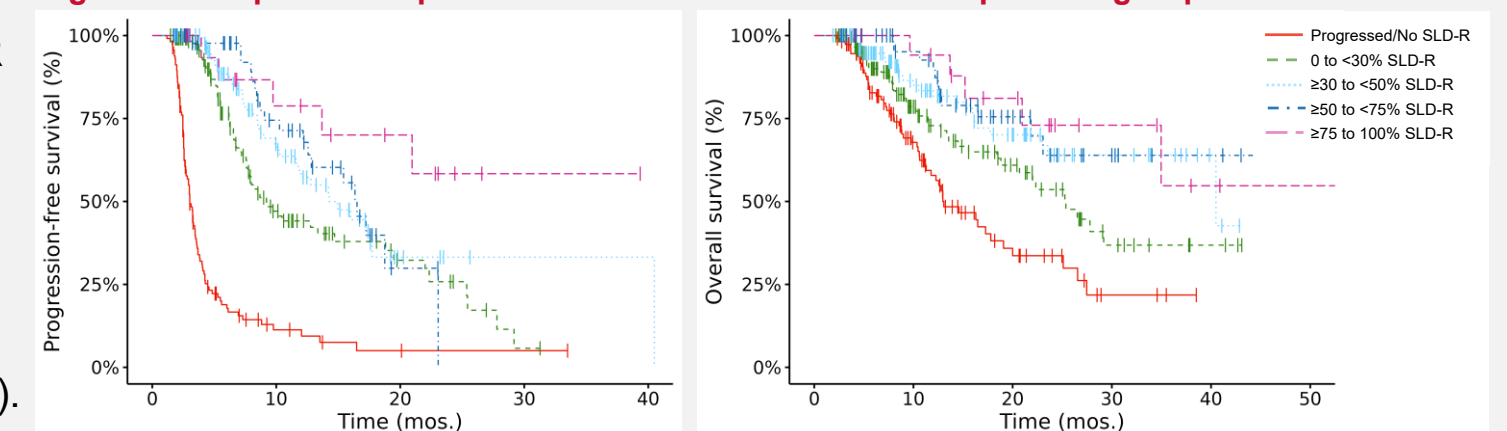 Progression-free survival (%)
100%
75%
50%
25%
0%
0 10 20 30 40
Time (mos.)
).
Overall survival (%)
100%
75%
50%
25%
0%
0 10 20 30 40 50
Time (mos.)
Progressed/No SLD-R
0 to <30% SLD-R
≥30 to <50% SLD-R
≥50 to <75% SLD-R
≥75 to 100% SLD-R